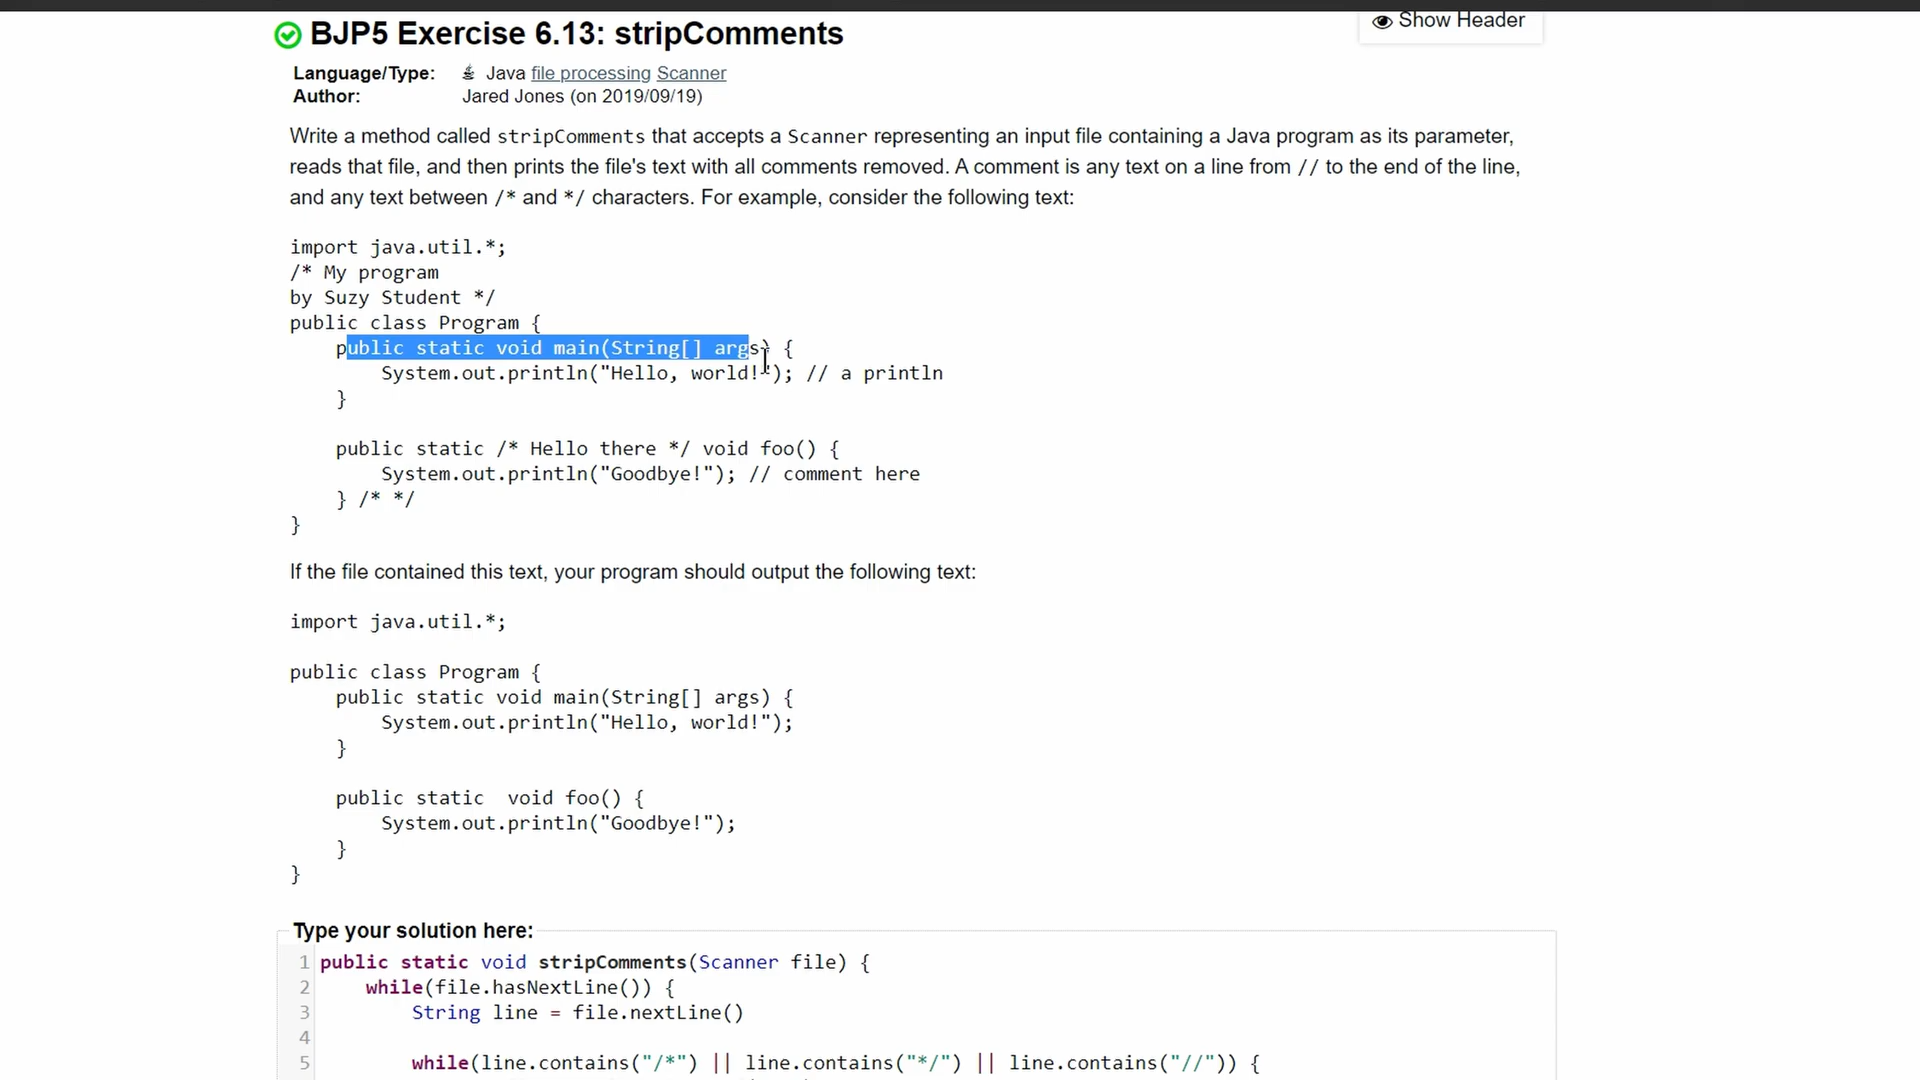 BJP5 Exercise 6.13: stripComments
Show Header
Language/Type: Java file processing Scanner
Author: Jared Jones (on 2019/09/19)
Write a method called stripComments that accepts a Scanner representing an input file containing a Java program as its parameter,
reads that file, and then prints the file's text with all comments removed. A comment is any text on a line from // to the end of the line,
and any text between /* and */ characters. For example, consider the following text:
import java.util.*;
/* My program
by Suzy Student */
public class Program {
    public static void main(String[] args) {
        System.out.println("Hello, world!"); // a println
    }
    public static /* Hello there */ void foo() {
        System.out.println("Goodbye!"); // comment here
    } /* */
}
If the file contained this text, your program should output the following text:
import java.util.*;
public class Program {
    public static void main(String[] args) {
        System.out.println("Hello, world!");
    }
    public static  void foo() {
        System.out.println("Goodbye!");
    }
}
Type your solution here:
1 public static void stripComments(Scanner file) {
2     while(file.hasNextLine()) {
3         String line = file.nextLine()
4
5         while(line.contains("/*") || line.contains("*/") || line.contains("//")) {